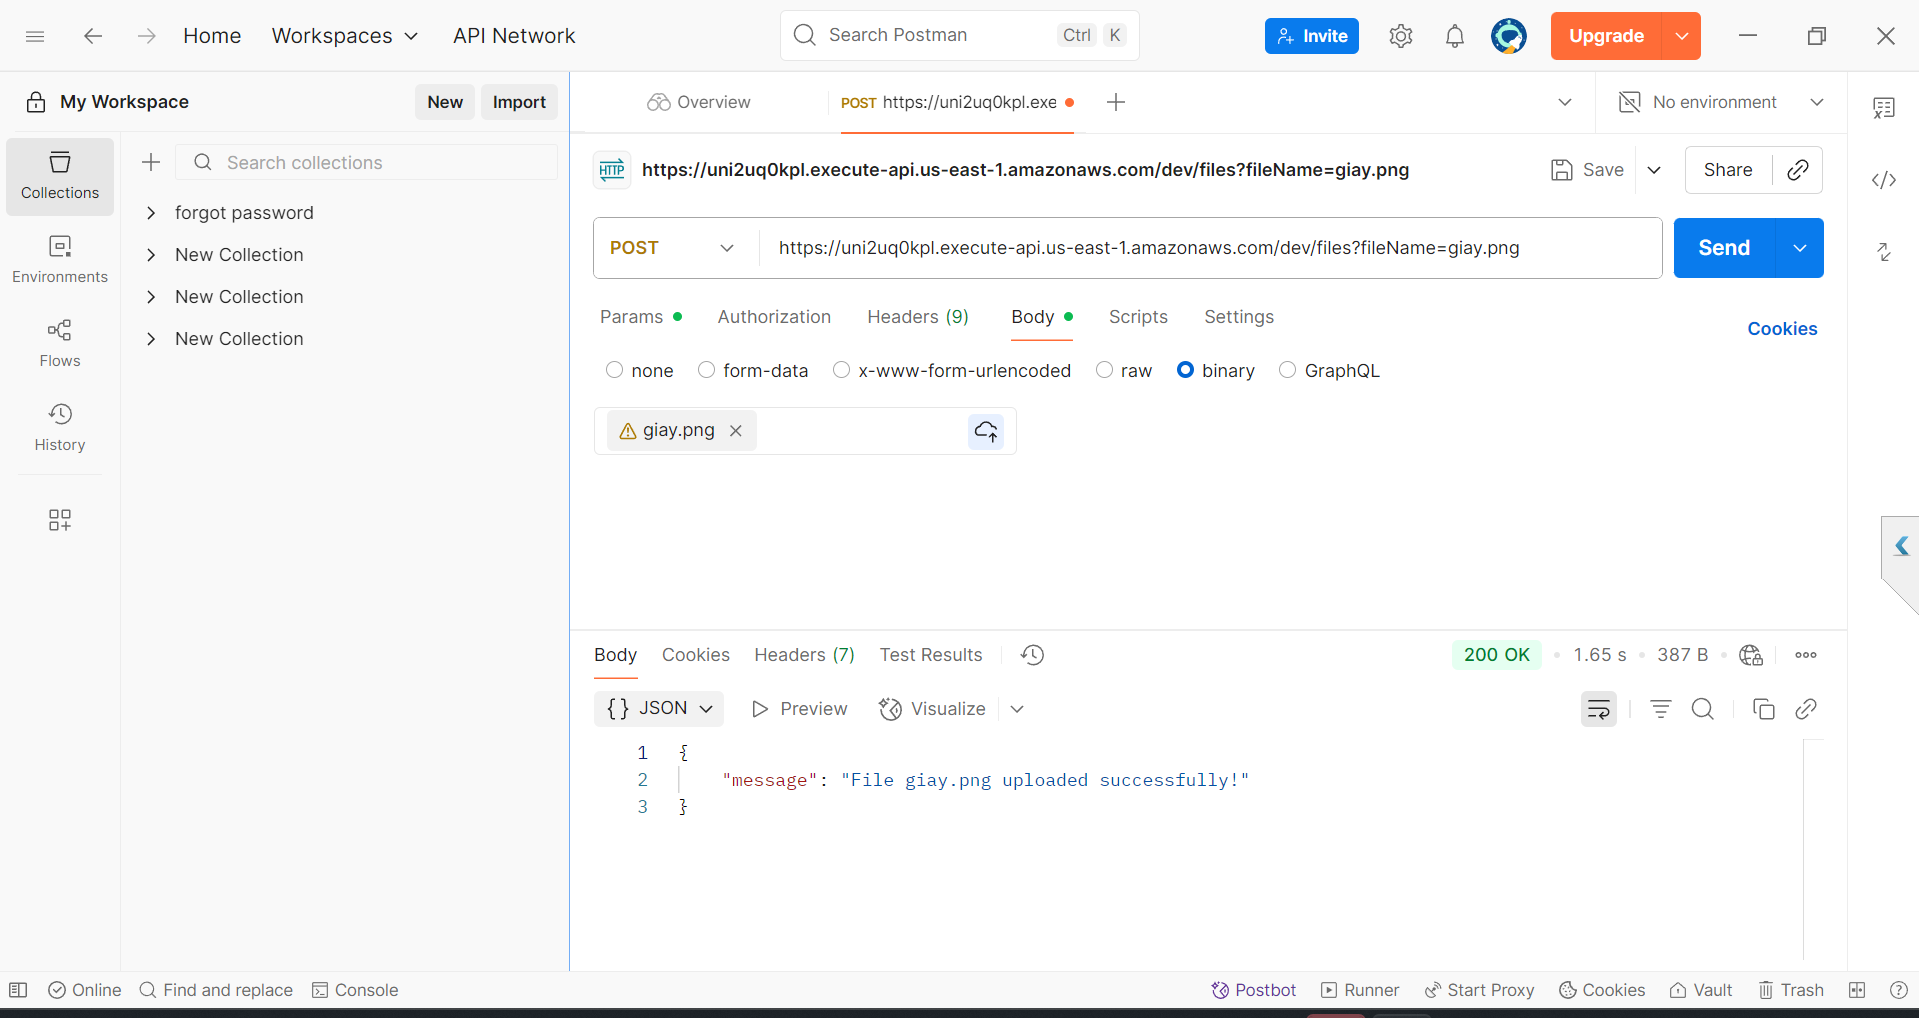 Home Workspaces API Network Search Postman Ctrl K Invite Upgrade
My Workspace New Import
Overview POST https://uni2uq0kpl.exe No environment
Collections
Environments
Flows
History
Search collections
forgot password
New Collection
New Collection
New Collection
HTTP https://uni2uq0kpl.execute-api.us-east-1.amazonaws.com/dev/files?fileName=giay.png Save Share
POST https://uni2uq0kpl.execute-api.us-east-1.amazonaws.com/dev/files?fileName=giay.png Send
Params Authorization Headers (9) Body Scripts Settings Cookies
none form-data x-www-form-urlencoded raw binary GraphQL
giay.png
Body Cookies Headers (7) Test Results 200 OK • 1.65 s • 387 B •
{} JSON Preview Visualize
1 {
2 "message": "File giay.png uploaded successfully!"
3 }
Online Find and replace Console Postbot Runner Start Proxy Cookies Vault Trash